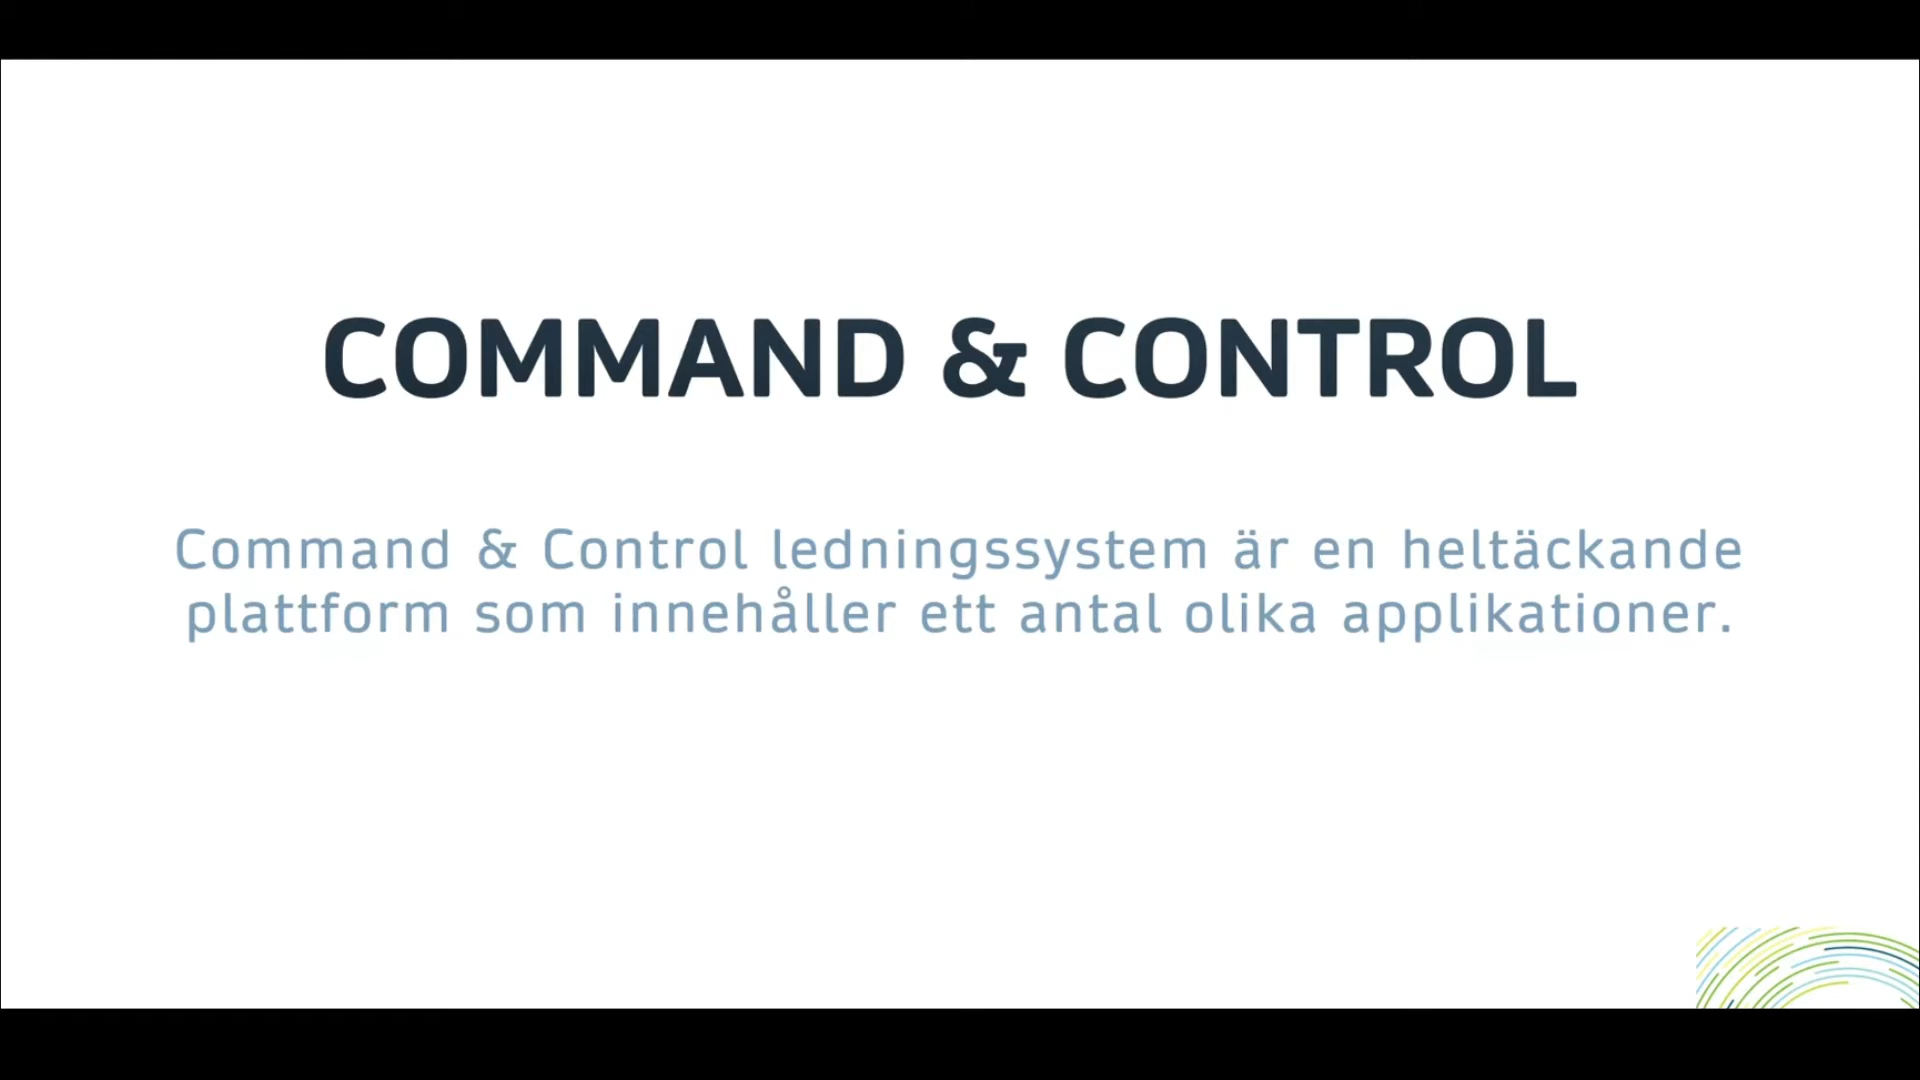 COMMAND & CONTROL
Command & Control ledningssystem är en heltäckande
plattform som innehåller ett antal olika applikationer.